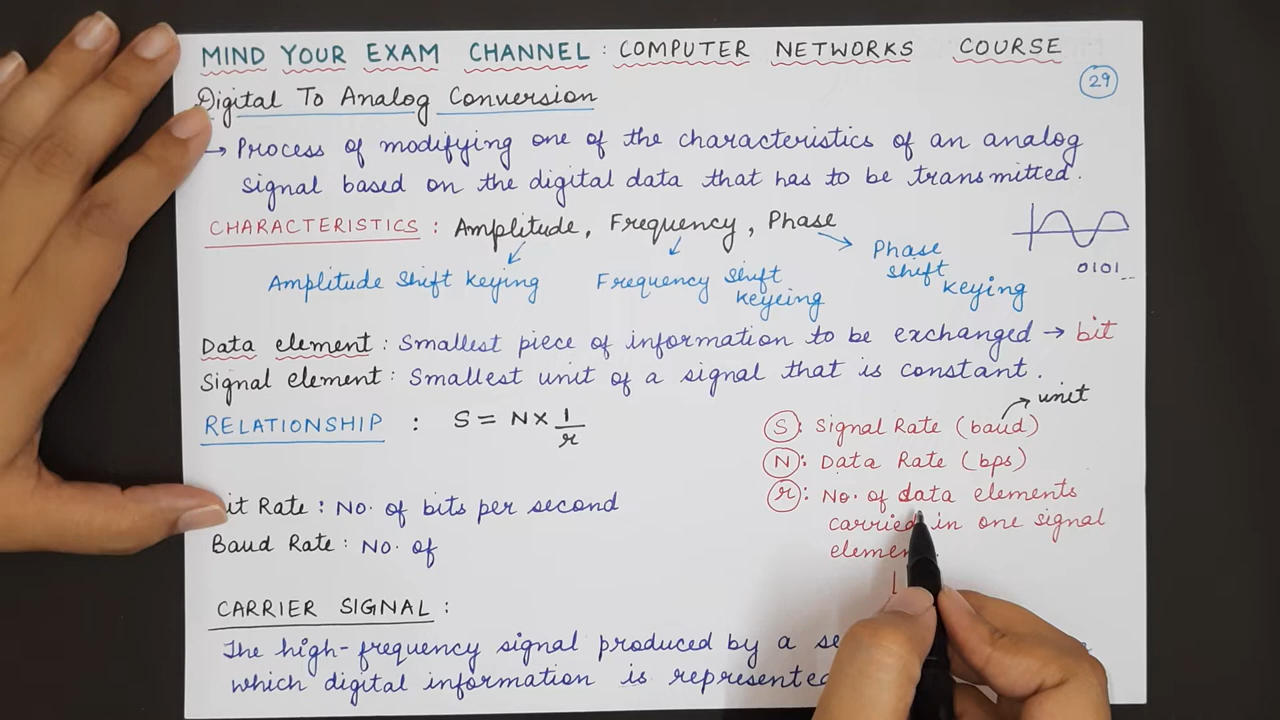 MIND YOUR EXAM CHANNEL : COMPUTER NETWORKS COURSE
29
Digital To Analog Conversion
→ Process of modifying one of the characteristics of an analog
signal based on the digital data that has to be transmitted.
CHARACTERISTICS : Amplitude, Frequency, Phase
Amplitude Shift Keying
Frequency Shift
Keyeing
Phase
Shift
Keying
0101..
Data element : Smallest piece of information to be exchanged → bit
Signal element : Smallest unit of a signal that is constant.
RELATIONSHIP : S = N × 1/r
unit
S : Signal Rate (baud)
N : Data Rate (bps)
r : No. of data elements
carried in one signal
Bit Rate : No. of bits per second
Baud Rate : No. of
CARRIER SIGNAL :
The high-frequency signal produced by a
which digital information is represented